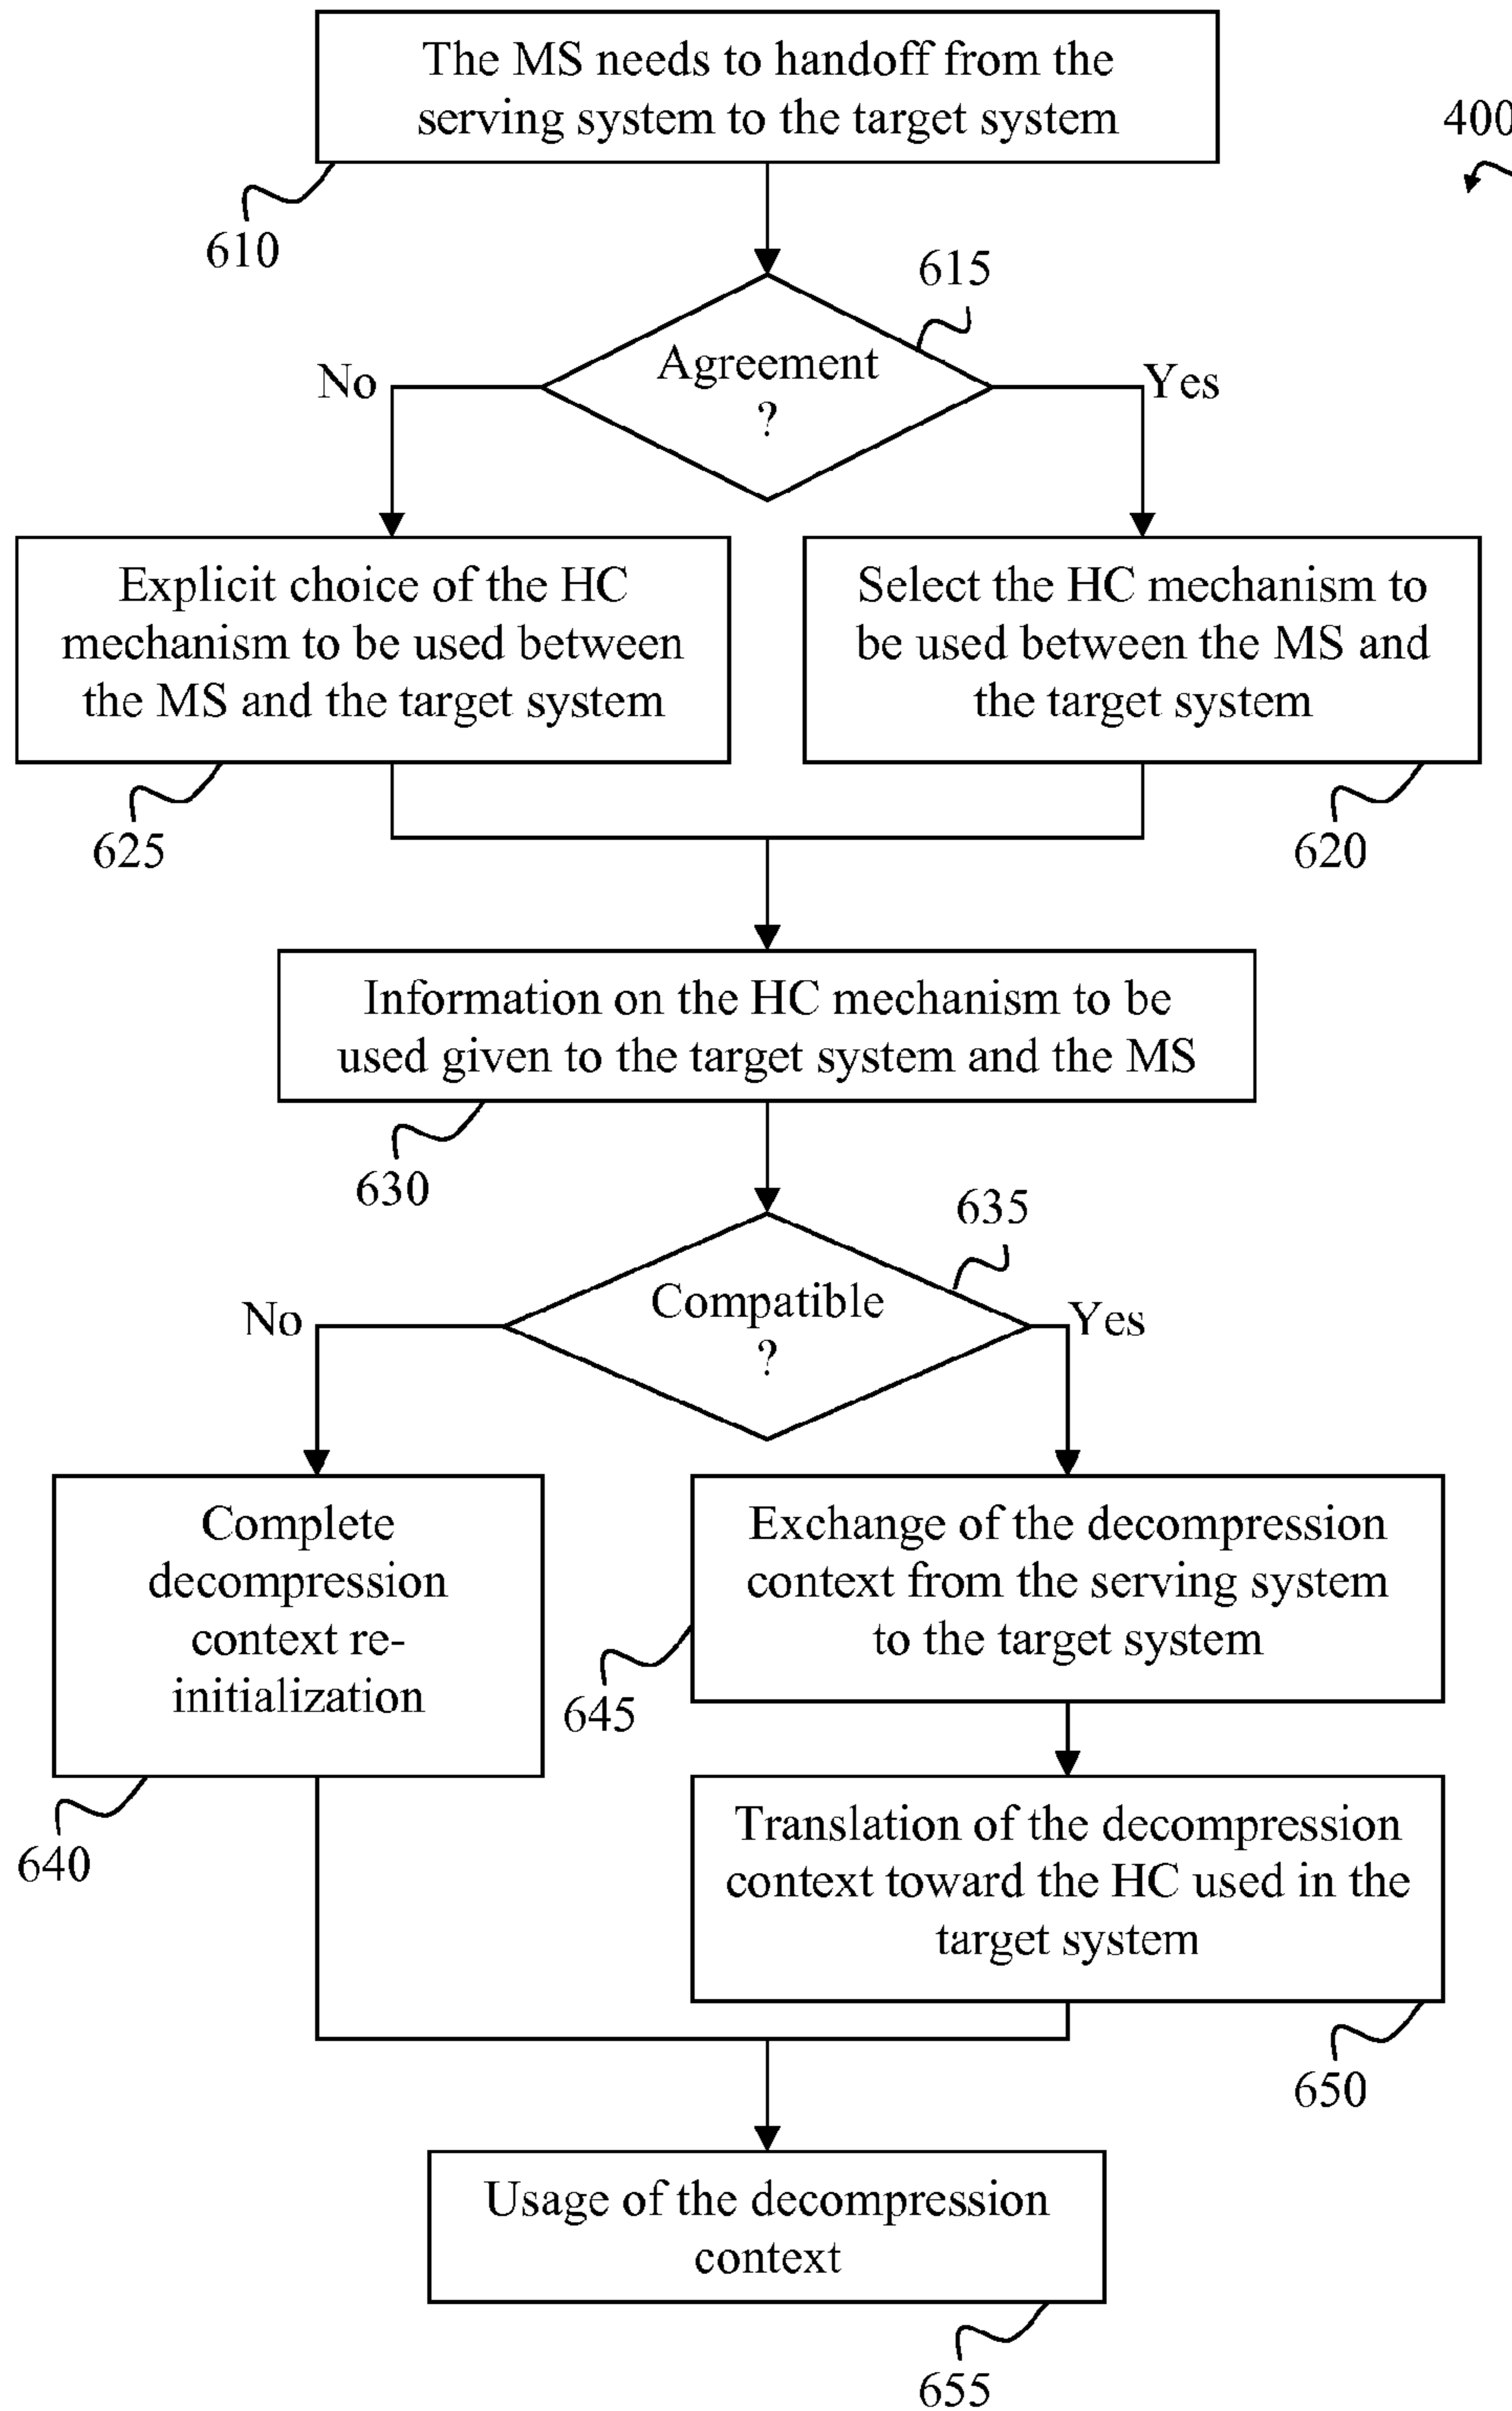 The MS needs to handoff from the
serving system to the target system
400
610
615
Agreement
?
No
Yes
Explicit choice of the HC
mechanism to be used between
the MS and the target system
Select the HC mechanism to
be used between the MS and
the target system
625
620
Information on the HC mechanism to be
used given to the target system and the MS
630
635
Compatible
?
No
Yes
Complete
decompression
context re-
initialization
Exchange of the decompression
context from the serving system
to the target system
645
640
Translation of the decompression
context toward the HC used in the
target system
650
Usage of the decompression
context
655